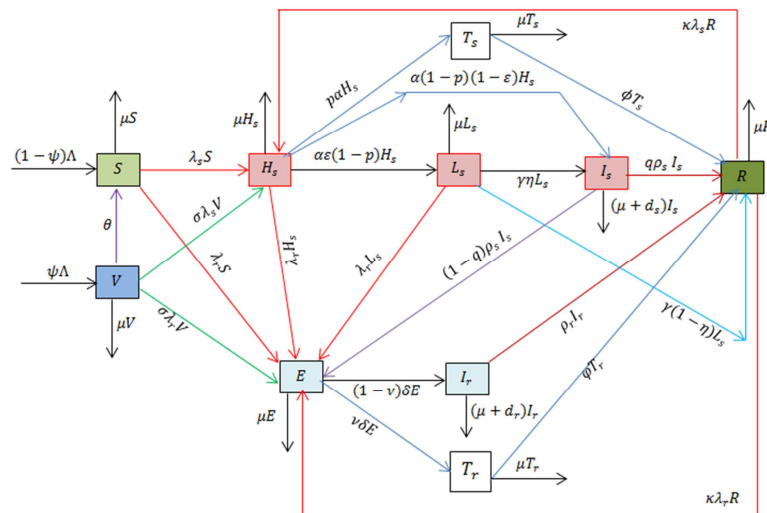 μT_s
κλ_sR
T_s
α(1−p)(1−ε)H_s
pαH_s
ϕT_s
μS
μH_s
μL_s
(1−ψ)Λ
λ_sS
αε(1−p)H_s
qρ_s I_s
S
H_s
L_s
I_s
R
γηL_s
σλ_sV
(μ+d_s)I_s
θ
λ_rS
λ_rH_s
λ_rL_s
(1−q)ρ_s I_s
ψΛ
V
μV
σλ_rV
ρ_rI_r
γ(1−η)L_s
φT_r
E
I_r
(1−ν)δE
μE
(μ+d_r)I_r
νδE
T_r
μT_r
κλ_rR